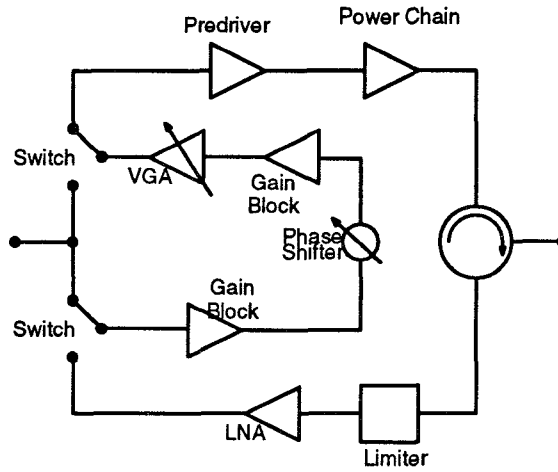 Predriver
Power Chain
Switch
VGA
Gain
Block
Phase
Shifter
Gain
Block
Switch
LNA
Limiter